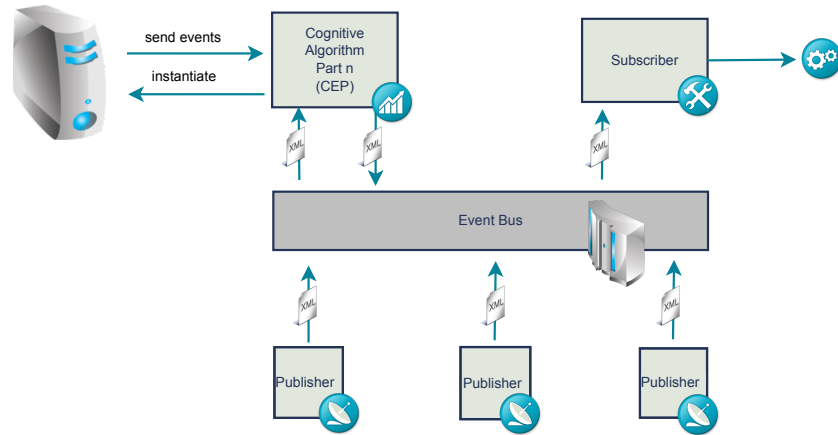 send events
instantiate
Cognitive
Algorithm
Part n
(CEP)
Subscriber
XML
XML
XML
Event Bus
XML
XML
XML
Publisher
Publisher
Publisher